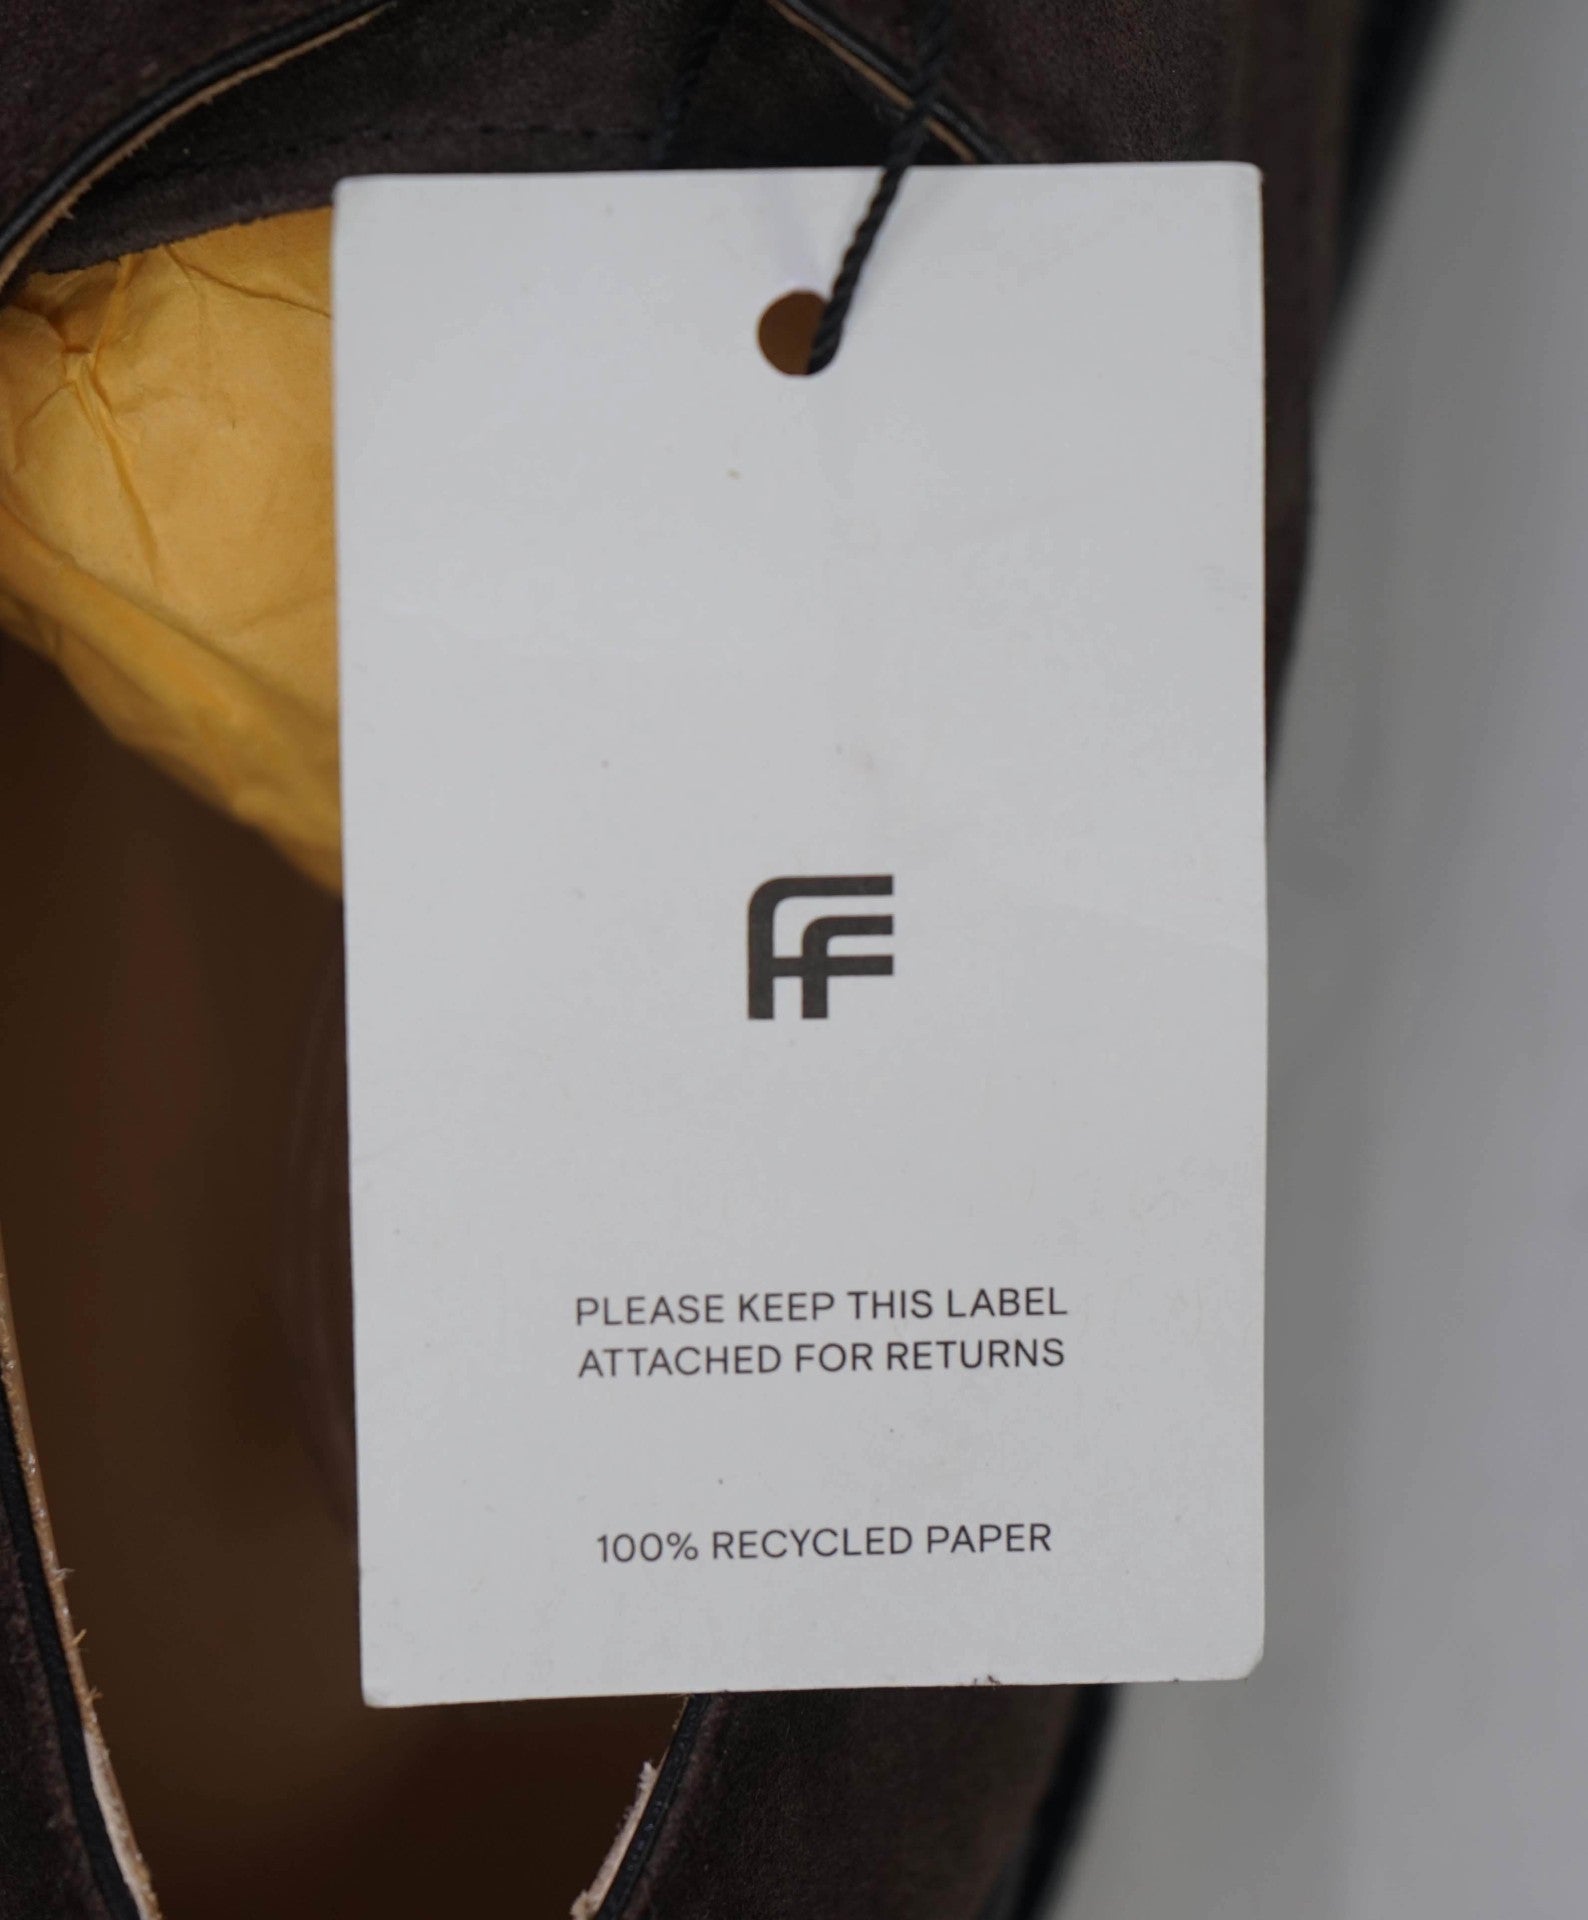 FF
PLEASE KEEP THIS LABEL
ATTACHED FOR RETURNS
100% RECYCLED PAPER